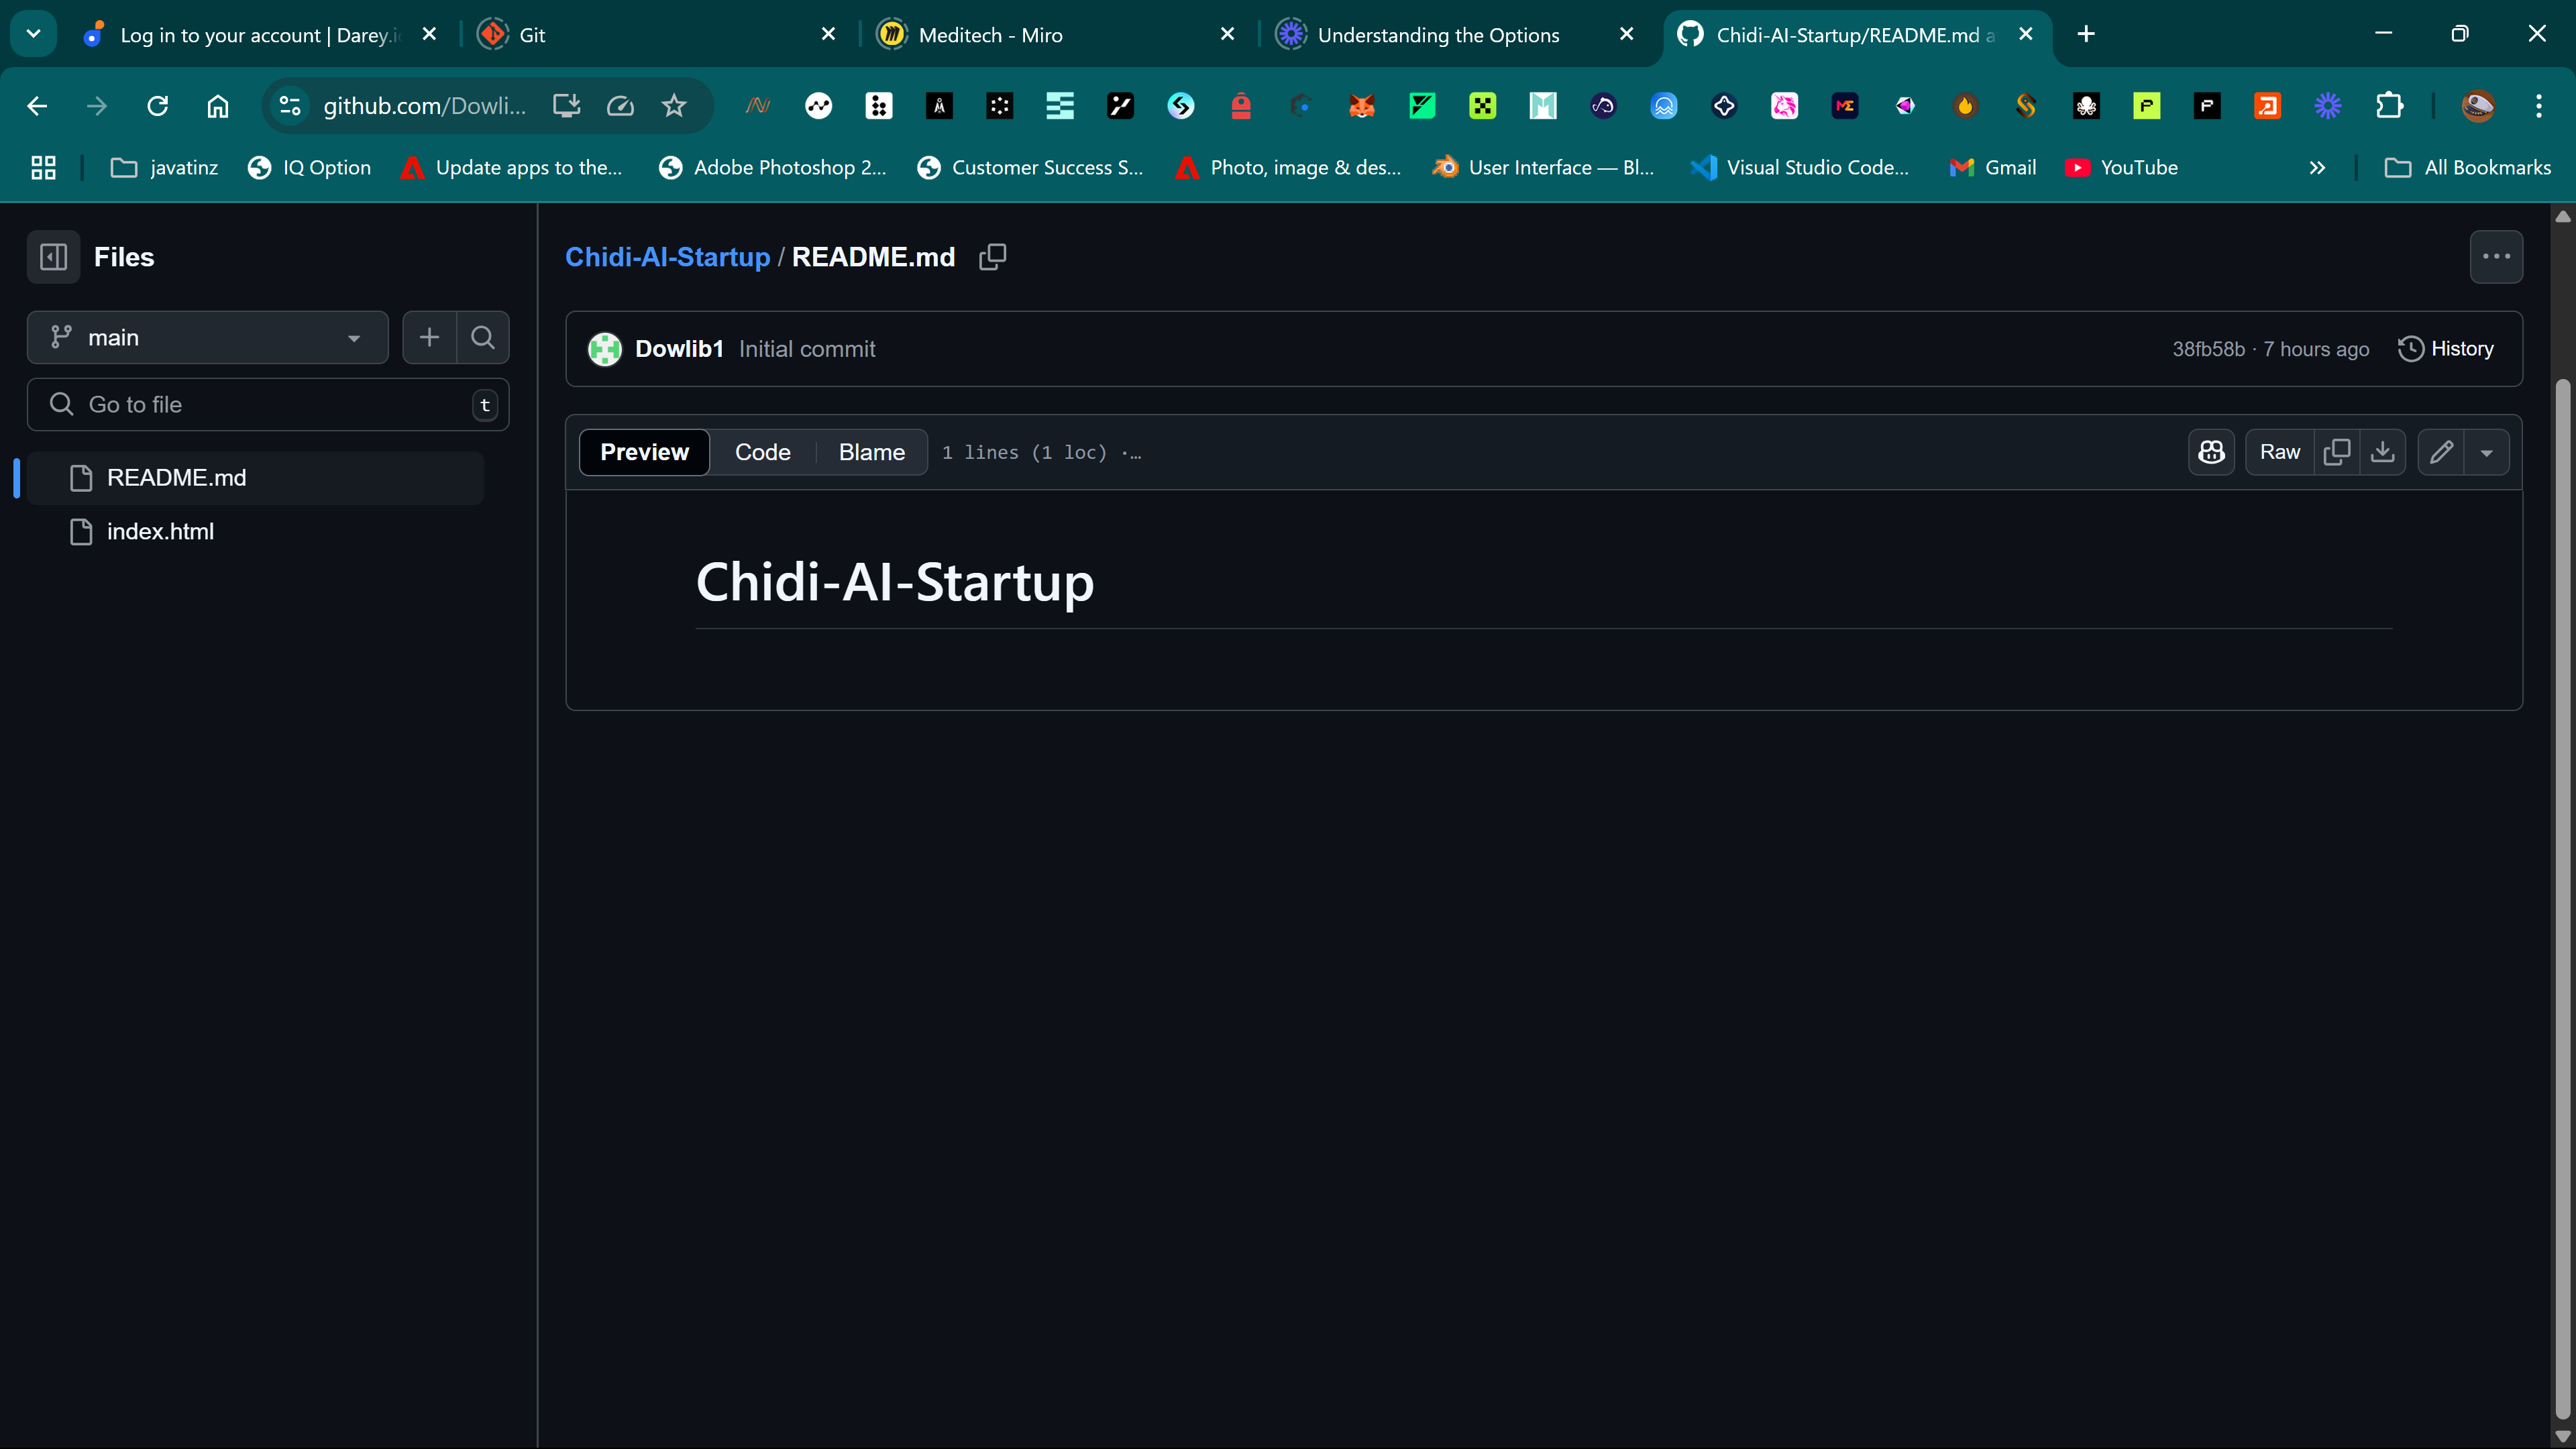 Log in to your account | Darey.i
Git
Meditech - Miro
Understanding the Options
Chidi-AI-Startup/README.md a
github.com/Dowli...
javatinz
IQ Option
Update apps to the...
Adobe Photoshop 2...
Customer Success S...
Photo, image & des...
User Interface — Bl...
Visual Studio Code...
Gmail
YouTube
All Bookmarks
Files
Chidi-AI-Startup / README.md
main
Dowlib1 Initial commit
38fb58b · 7 hours ago
History
Go to file
t
Preview
Code
Blame
1 lines (1 loc) ·...
Raw
README.md
index.html
Chidi-AI-Startup